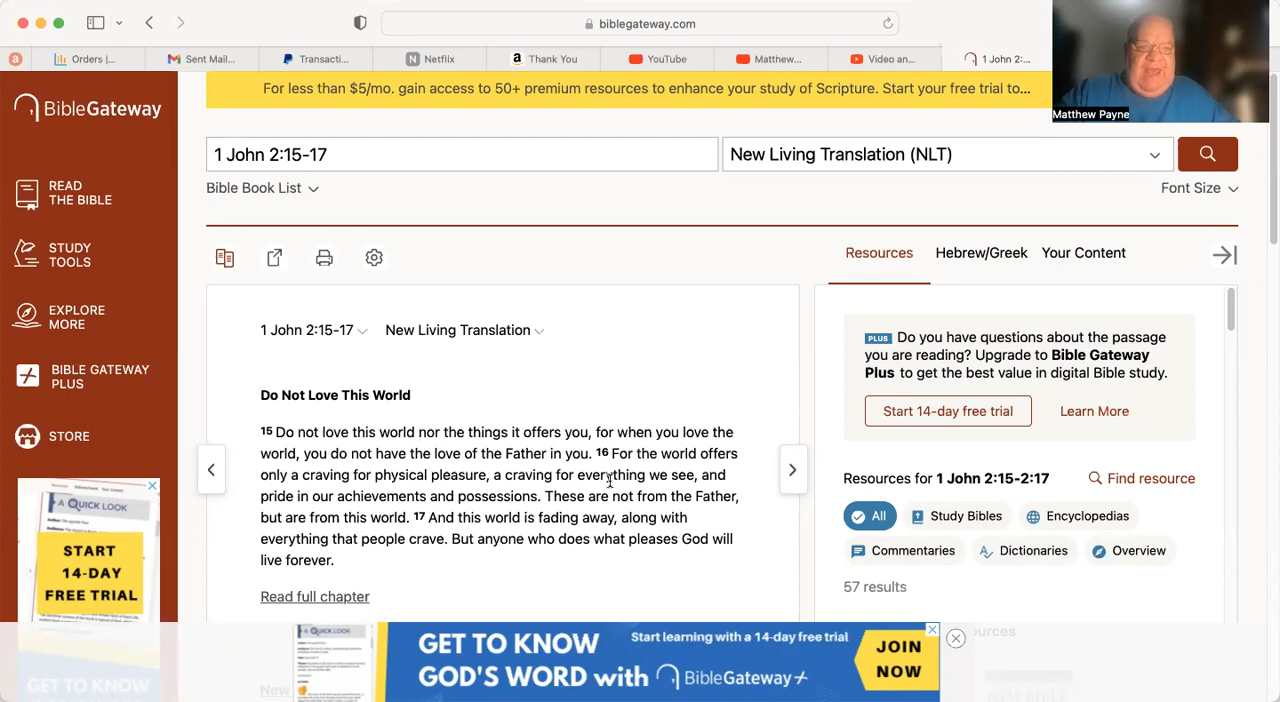 biblegateway.com
Orders |...
Sent Mail...
Transacti...
N Netflix
a Thank You
YouTube
Matthew...
Video an...
1 John 2:...
BibleGateway
For less than $5/mo. gain access to 50+ premium resources to enhance your study of Scripture. Start your free trial to...
Matthew Payne
1 John 2:15-17
New Living Translation (NLT)
Bible Book List
Font Size
READ
THE BIBLE
STUDY
TOOLS
EXPLORE
MORE
BIBLE GATEWAY
PLUS
STORE
A QUICK LOOK
START
14-DAY
FREE TRIAL
GET TO KNOW
Resources
Hebrew/Greek
Your Content
1 John 2:15-17
New Living Translation
Do Not Love This World
15 Do not love this world nor the things it offers you, for when you love the
world, you do not have the love of the Father in you. 16 For the world offers
only a craving for physical pleasure, a craving for everything we see, and
pride in our achievements and possessions. These are not from the Father,
but are from this world. 17 And this world is fading away, along with
everything that people crave. But anyone who does what pleases God will
live forever.
Read full chapter
PLUS Do you have questions about the passage
you are reading? Upgrade to Bible Gateway
Plus to get the best value in digital Bible study.
Start 14-day free trial
Learn More
Resources for 1 John 2:15-2:17
Find resource
All
Study Bibles
Encyclopedias
Commentaries
Dictionaries
Overview
57 results
New
A QUICK LOOK
GET TO KNOW
GOD'S WORD with
Start learning with a 14-day free trial
BibleGateway+
JOIN
NOW